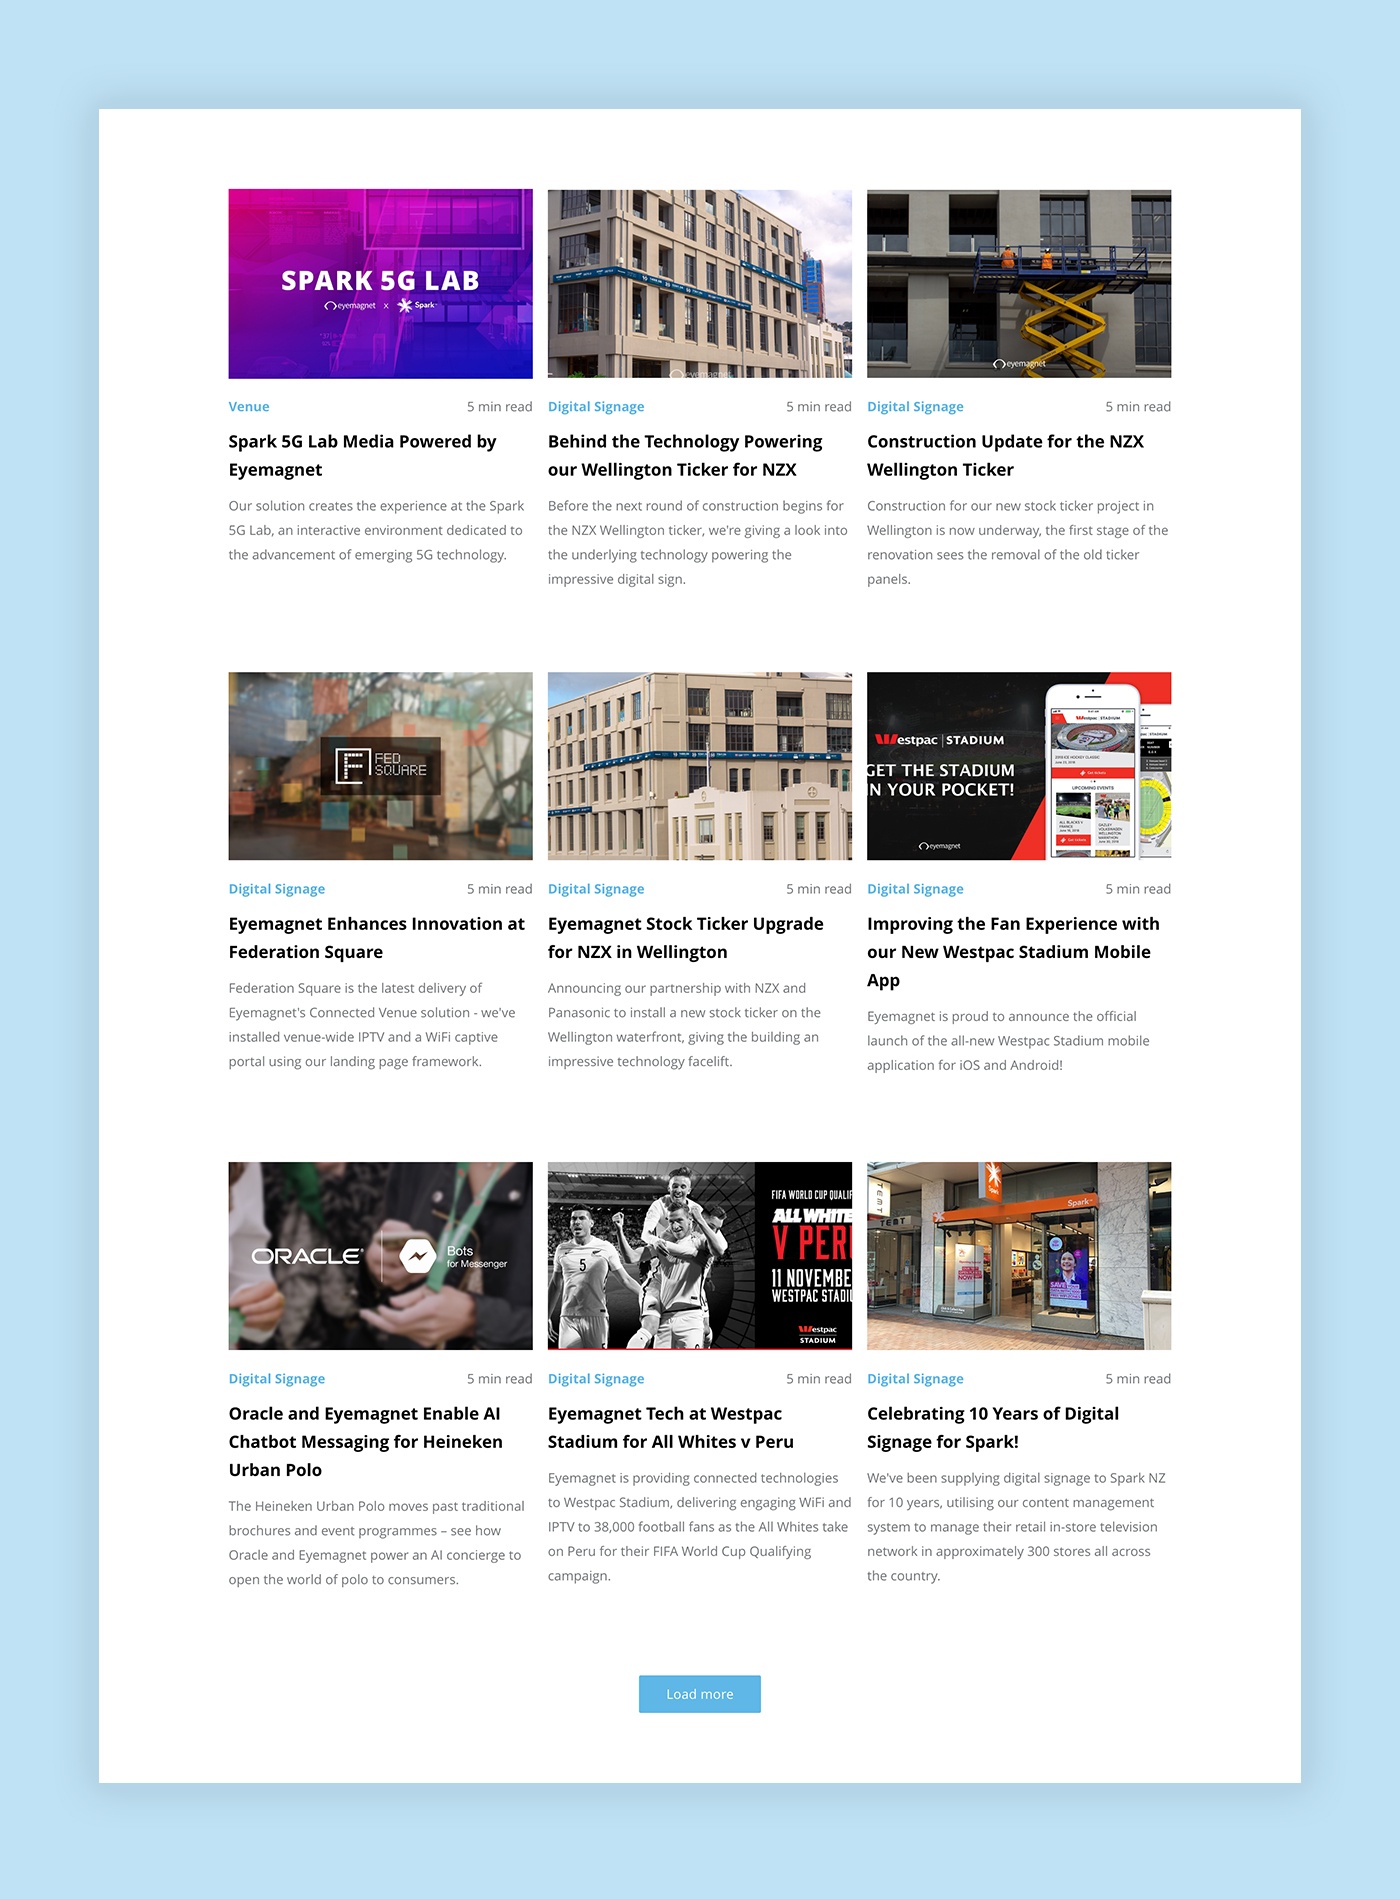 SPARK 5G LAB
eyemagnet x Spark
eyemagnet
eyemagnet
Venue 5 min read
Spark 5G Lab Media Powered by
Eyemagnet
Our solution creates the experience at the Spark
5G Lab, an interactive environment dedicated to
the advancement of emerging 5G technology.
Digital Signage 5 min read
Behind the Technology Powering
our Wellington Ticker for NZX
Before the next round of construction begins for
the NZX Wellington ticker, we're giving a look into
the underlying technology powering the
impressive digital sign.
Digital Signage 5 min read
Construction Update for the NZX
Wellington Ticker
Construction for our new stock ticker project in
Wellington is now underway, the first stage of the
renovation sees the removal of the old ticker
panels.
FED
SQUARE
Westpac | STADIUM
GET THE STADIUM
IN YOUR POCKET!
eyemagnet
Westpac | STADIUM
Get tickets
UPCOMING EVENTS
ALL BLACKS V
FRANCE
Get tickets
Digital Signage 5 min read
Eyemagnet Enhances Innovation at
Federation Square
Federation Square is the latest delivery of
Eyemagnet's Connected Venue solution - we've
installed venue-wide IPTV and a WiFi captive
portal using our landing page framework.
Digital Signage 5 min read
Eyemagnet Stock Ticker Upgrade
for NZX in Wellington
Announcing our partnership with NZX and
Panasonic to install a new stock ticker on the
Wellington waterfront, giving the building an
impressive technology facelift.
Digital Signage 5 min read
Improving the Fan Experience with
our New Westpac Stadium Mobile
App
Eyemagnet is proud to announce the official
launch of the all-new Westpac Stadium mobile
application for iOS and Android!
ORACLE
Bots
for Messenger
FIFA WORLD CUP QUALIF
ALL WHITE
V PER
11 NOVEMBE
WESTPAC STADIU
Westpac
STADIUM
5
TENT
TENT
Spark
Digital Signage 5 min read
Oracle and Eyemagnet Enable AI
Chatbot Messaging for Heineken
Urban Polo
The Heineken Urban Polo moves past traditional
brochures and event programmes – see how
Oracle and Eyemagnet power an AI concierge to
open the world of polo to consumers.
Digital Signage 5 min read
Eyemagnet Tech at Westpac
Stadium for All Whites v Peru
Eyemagnet is providing connected technologies
to Westpac Stadium, delivering engaging WiFi and
IPTV to 38,000 football fans as the All Whites take
on Peru for their FIFA World Cup Qualifying
campaign.
Digital Signage 5 min read
Celebrating 10 Years of Digital
Signage for Spark!
We've been supplying digital signage to Spark NZ
for 10 years, utilising our content management
system to manage their retail in-store television
network in approximately 300 stores all across
the country.
Load more